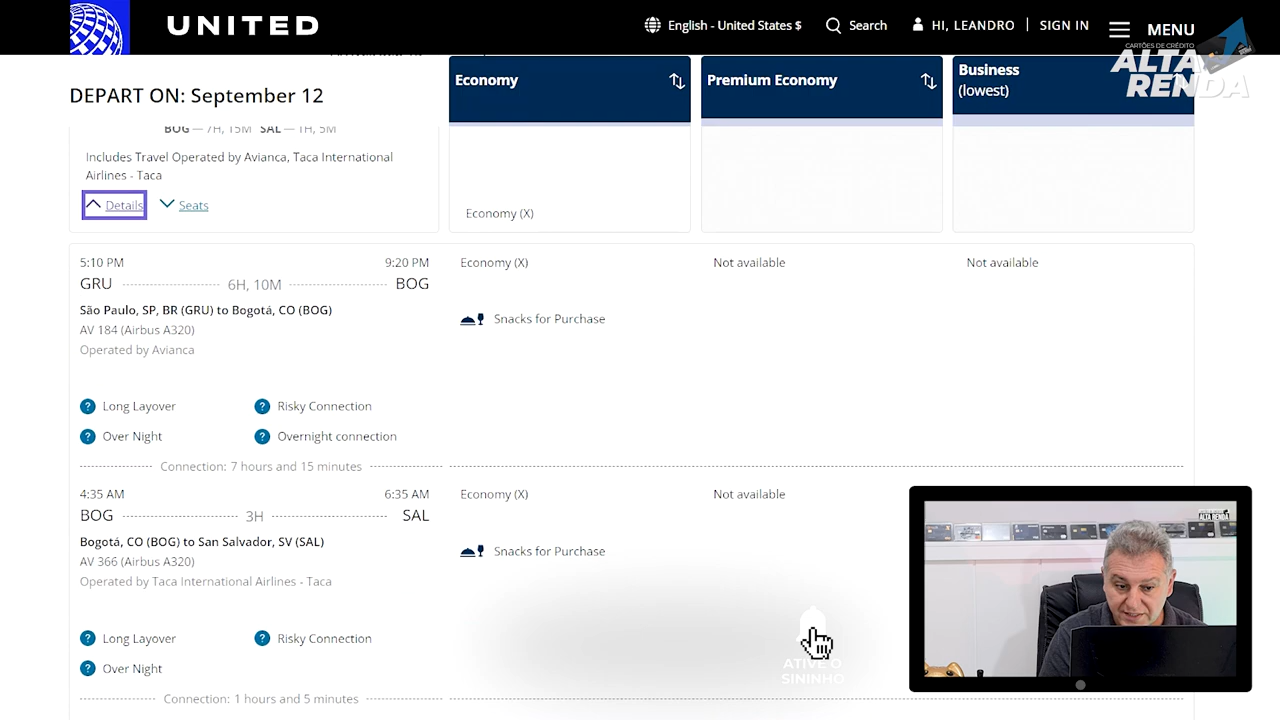 UNITED
English - United States $
Search
HI, LEANDRO
SIGN IN
MENU
CARTÕES DE CRÉDITO
ALTA
RENDA
DEPART ON: September 12
Economy
Premium Economy
Business
(lowest)
BOG — 7H, 15M SAL — 1H, 5M
Includes Travel Operated by Avianca, Taca International
Airlines - Taca
Details
Seats
Economy (X)
5:10 PM
9:20 PM
Economy (X)
Not available
Not available
GRU
6H, 10M
BOG
São Paulo, SP, BR (GRU) to Bogotá, CO (BOG)
Snacks for Purchase
AV 184 (Airbus A320)
Operated by Avianca
Long Layover
Risky Connection
Over Night
Overnight connection
Connection: 7 hours and 15 minutes
4:35 AM
6:35 AM
Economy (X)
Not available
BOG
3H
SAL
Bogotá, CO (BOG) to San Salvador, SV (SAL)
Snacks for Purchase
AV 366 (Airbus A320)
Operated by Taca International Airlines - Taca
Long Layover
Risky Connection
Over Night
Connection: 1 hours and 5 minutes
ATIVE O
SININHO
ALTA RENDA